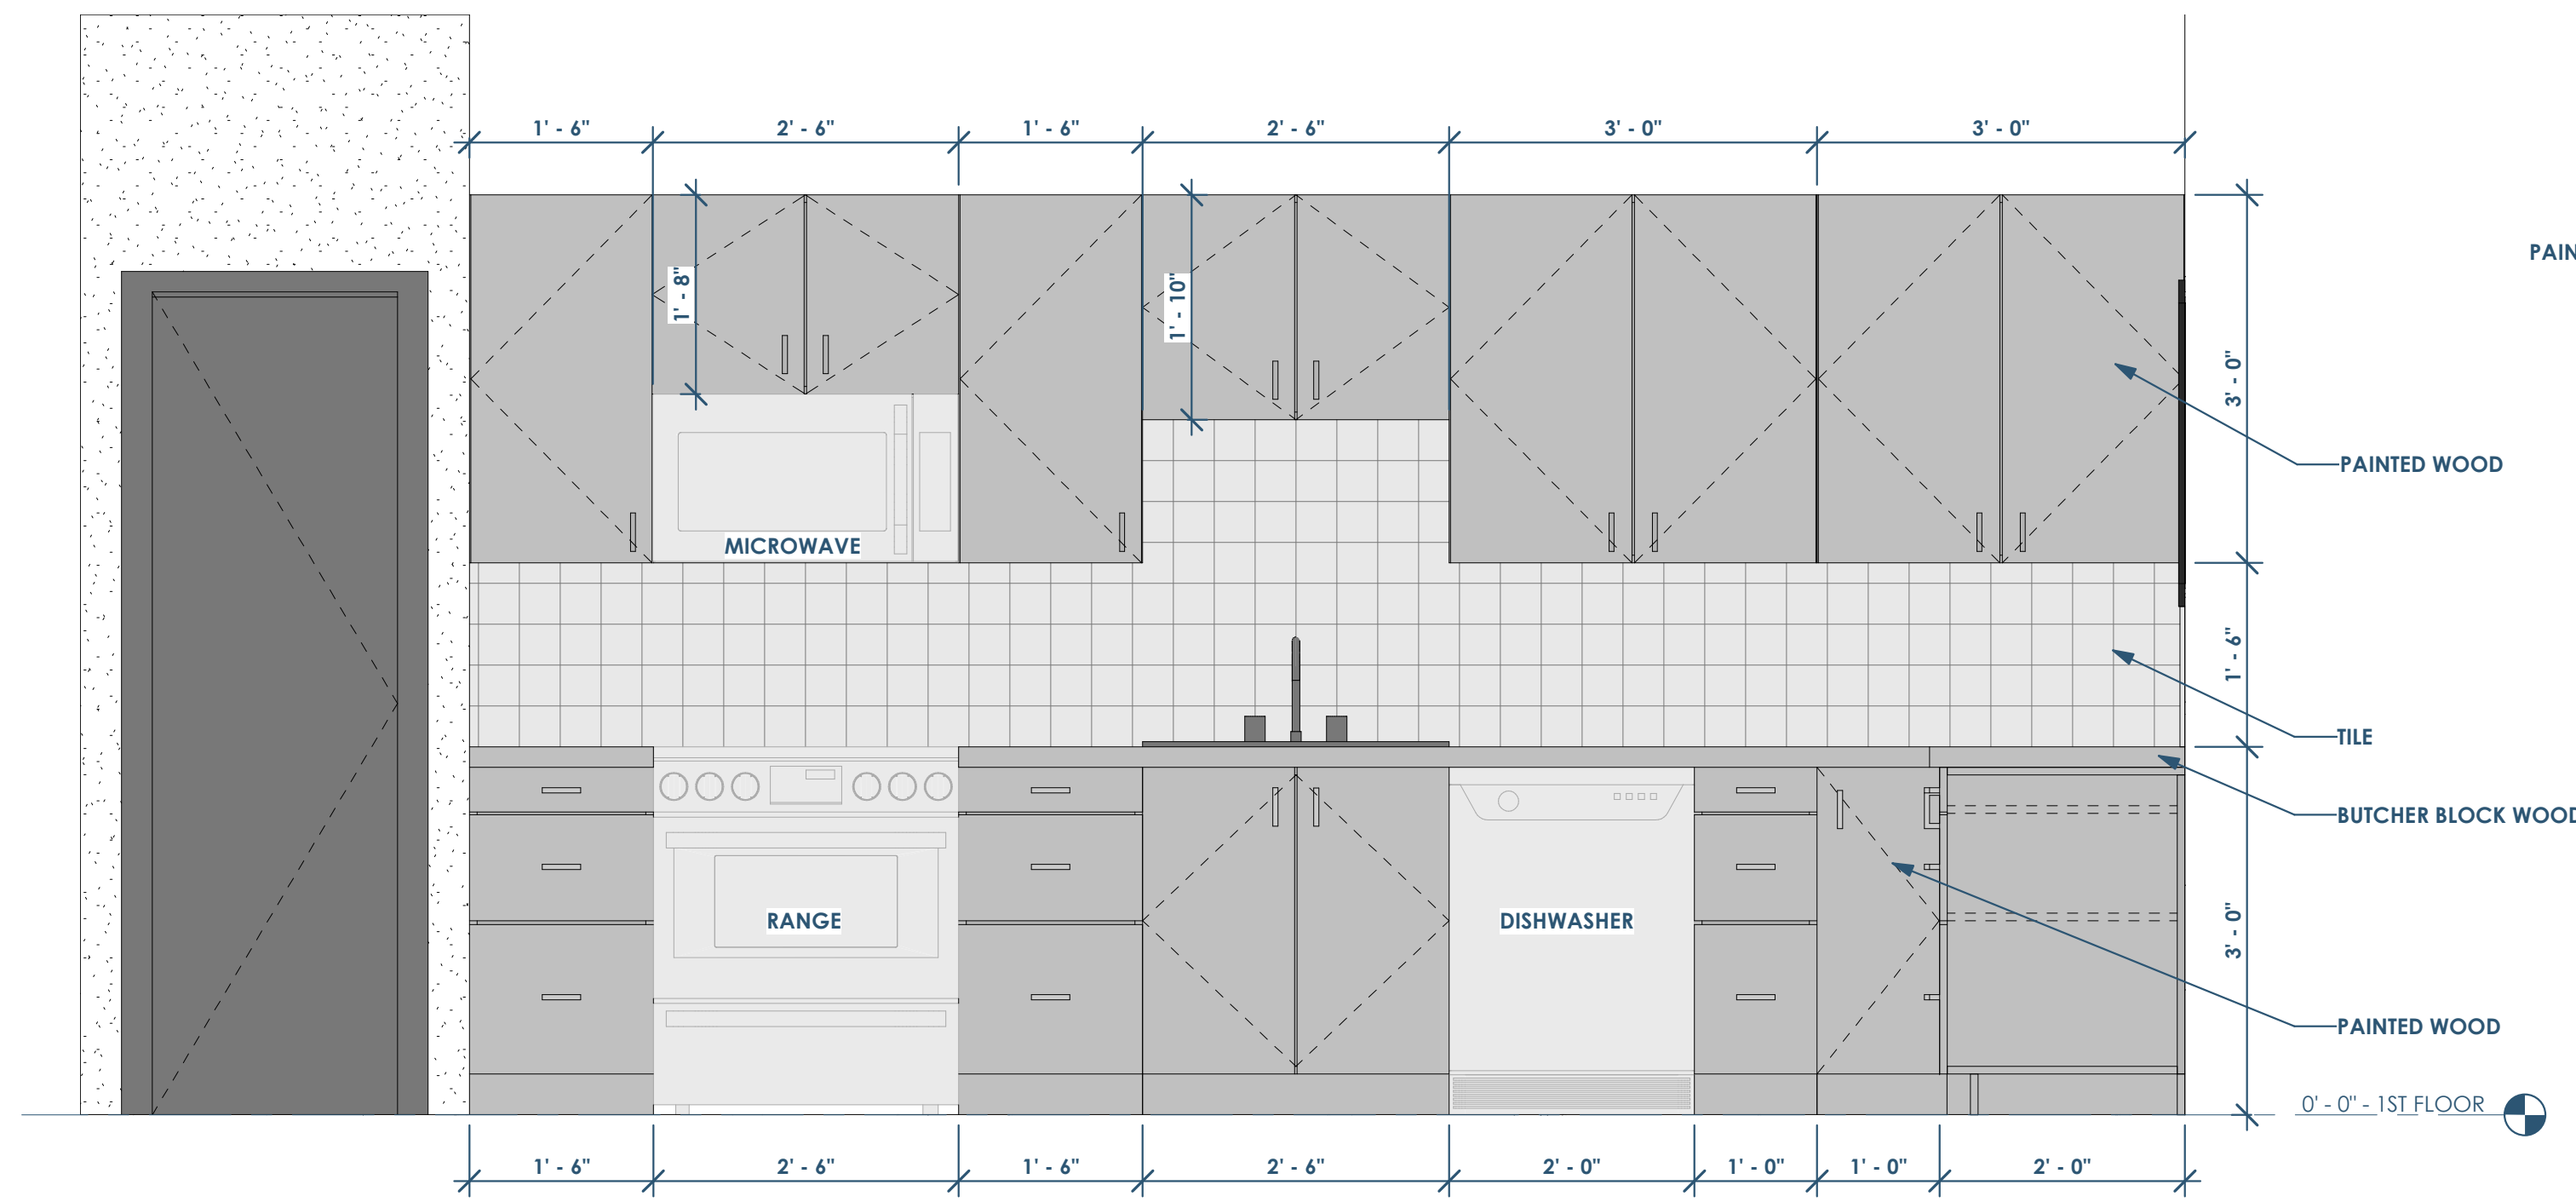 1' - 6" 2' - 6" 1' - 6" 2' - 6" 3' - 0" 3' - 0"
PAIN
1' - 8"
1' - 10"
3' - 0"
PAINTED WOOD
MICROWAVE
1' - 6"
TILE
BUTCHER BLOCK WOOD
RANGE
DISHWASHER
3' - 0"
PAINTED WOOD
0' - 0" - 1ST FLOOR
1' - 6" 2' - 6" 1' - 6" 2' - 6" 2' - 0" 1' - 0" 1' - 0" 2' - 0"